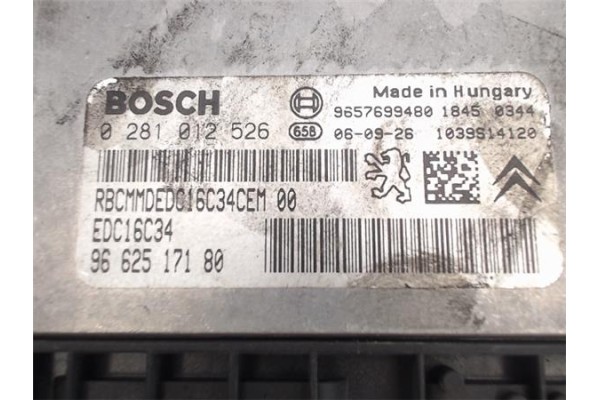 BOSCH
Made in Hungary
9657699480 1845 0344
0 281 012 526 658 06-09-26 1039S14120
RBCMMDEDC16C34CEM 00
EDC16C34
96 625 171 80